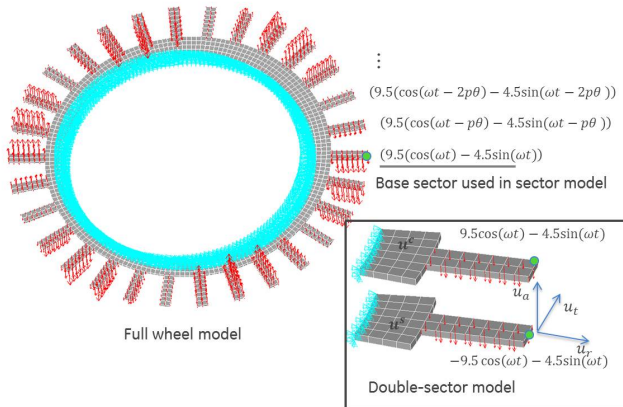 ⋮
(9.5(cos(ωt − 2pθ) − 4.5sin(ωt − 2pθ ))
(9.5(cos(ωt − pθ) − 4.5sin(ωt − pθ ))
(9.5(cos(ωt) − 4.5sin(ωt))
Base sector used in sector model
Full wheel model
9.5cos(ωt) − 4.5sin(ωt)
u^c
u_a
u_t
u^s
u_r
−9.5 cos(ωt) − 4.5sin(ωt)
Double-sector model